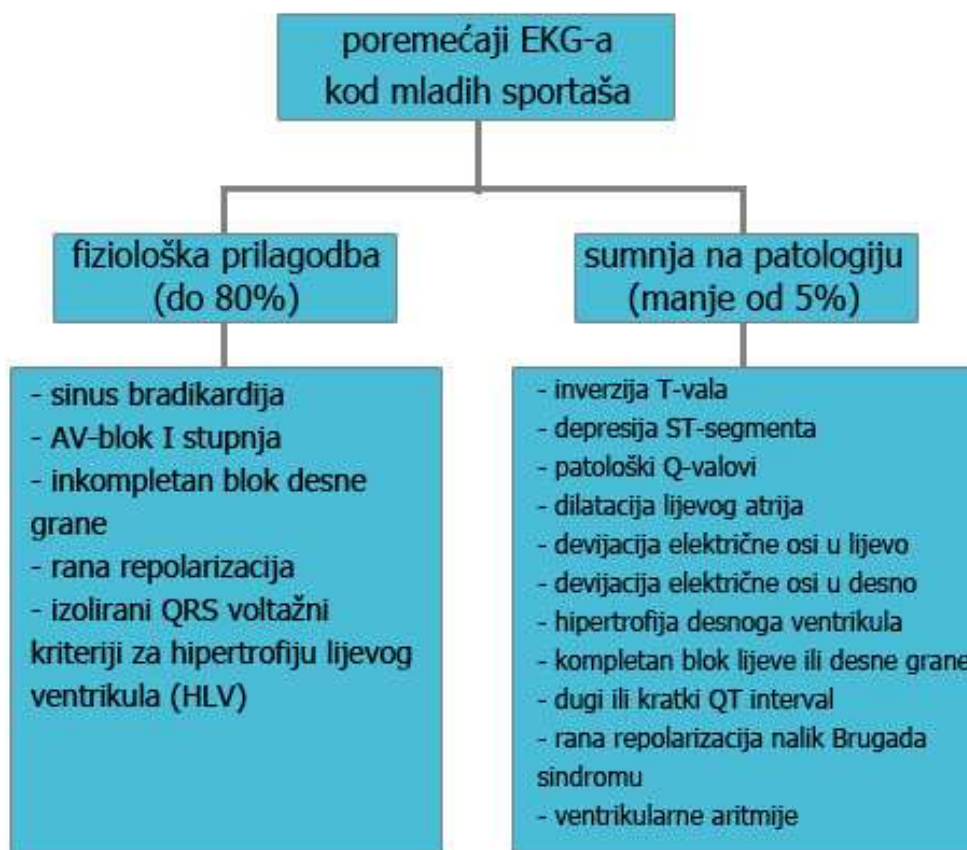 poremećaji EKG-a
kod mladih sportaša
fiziološka prilagodba
(do 80%)
- sinus bradikardija
- AV-blok I stupnja
- inkompletan blok desne
grane
- rana repolarizacija
- izolirani QRS voltažni
kriteriji za hipertrofiju lijevog
ventrikula (HLV)
sumnja na patologiju
(manje od 5%)
- inverzija T-vala
- depresija ST-segmenta
- patološki Q-valovi
- dilatacija lijevog atrija
- devijacija električne osi u lijevo
- devijacija električne osi u desno
- hipertrofija desnoga ventrikula
- kompletan blok lijeve ili desne grane
- dugi ili kratki QT interval
- rana repolarizacija nalik Brugada
sindromu
- ventrikularne aritmije